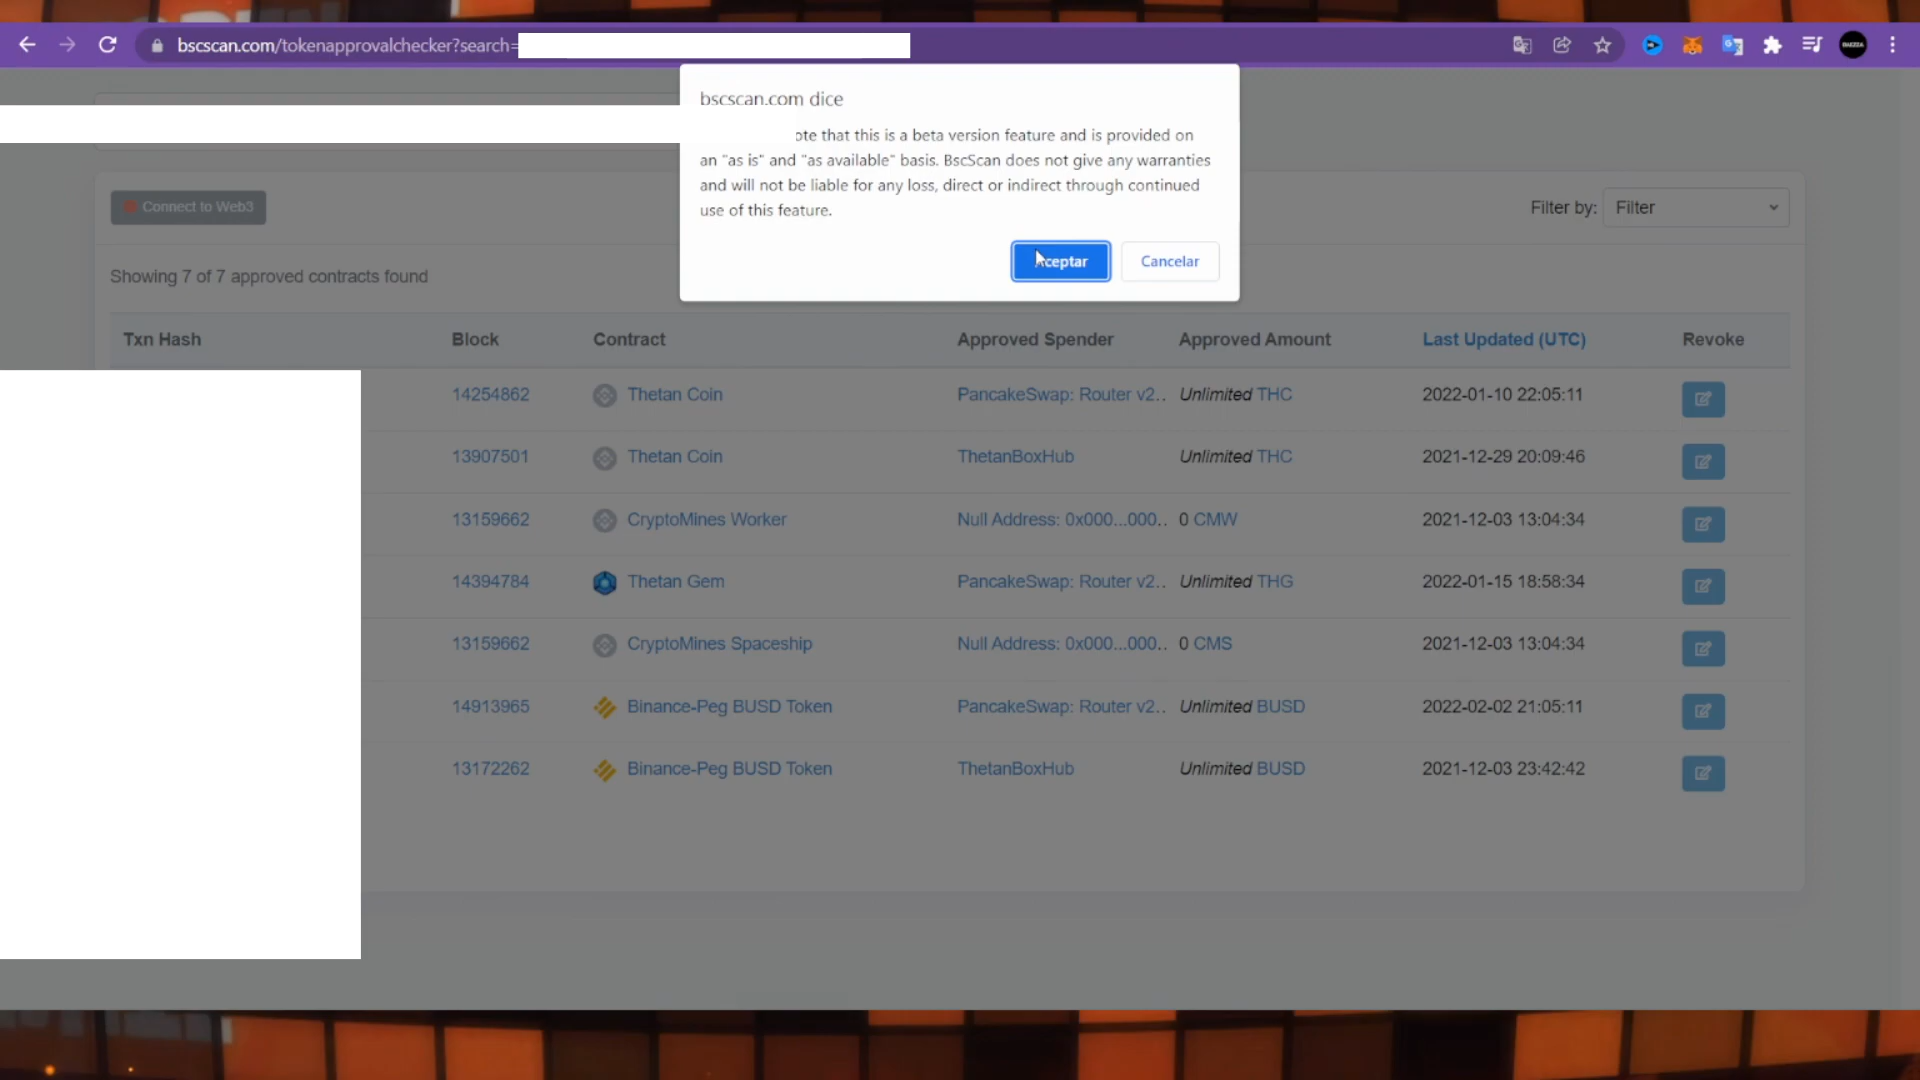 bscscan.com/tokenapprovalchecker?search=
bscscan.com dice
ote that this is a beta version feature and is provided on
an "as is" and "as available" basis. BscScan does not give any warranties
and will not be liable for any loss, direct or indirect through continued
use of this feature.
Aceptar Cancelar
Connect to Web3
Filter by: Filter
Showing 7 of 7 approved contracts found
Txn Hash Block Contract Approved Spender Approved Amount Last Updated (UTC) Revoke
14254862 Thetan Coin PancakeSwap: Router v2.. Unlimited THC 2022-01-10 22:05:11
13907501 Thetan Coin ThetanBoxHub Unlimited THC 2021-12-29 20:09:46
13159662 CryptoMines Worker Null Address: 0x000...000.. 0 CMW 2021-12-03 13:04:34
14394784 Thetan Gem PancakeSwap: Router v2.. Unlimited THG 2022-01-15 18:58:34
13159662 CryptoMines Spaceship Null Address: 0x000...000.. 0 CMS 2021-12-03 13:04:34
14913965 Binance-Peg BUSD Token PancakeSwap: Router v2.. Unlimited BUSD 2022-02-02 21:05:11
13172262 Binance-Peg BUSD Token ThetanBoxHub Unlimited BUSD 2021-12-03 23:42:42